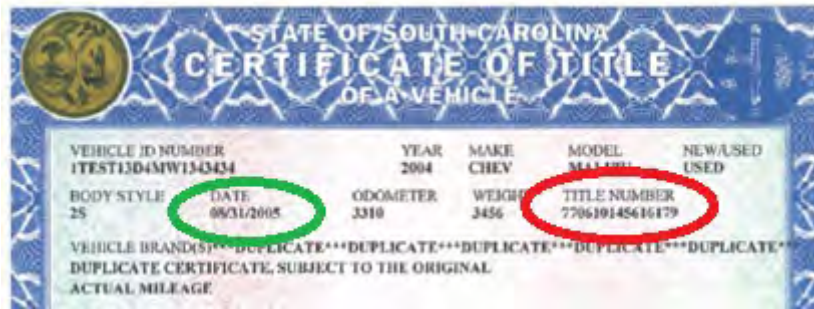 STATE OF SOUTH CAROLINA
CERTIFICATE OF TITLE
OF A VEHICLE
VEHICLE ID NUMBER YEAR MAKE MODEL NEW/USED
1TEST13D4MW1343434 2004 CHEV USED
BODY STYLE DATE ODOMETER WEIGHT TITLE NUMBER
2S 08/31/2005 3310 3456 770610145616179
VEHICLE BRAND(S)** DUPLICATE***DUPLICATE***DUPLICATE***DUPLICATE***DUPLICATE***
DUPLICATE CERTIFICATE, SUBJECT TO THE ORIGINAL
ACTUAL MILEAGE